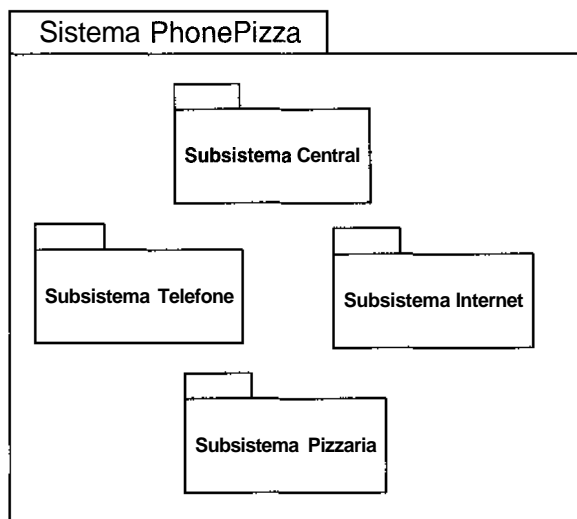 Sistema PhonePizza
Subsistema Central
Subsistema Telefone
Subsistema Internet
Subsistema Pizzaria